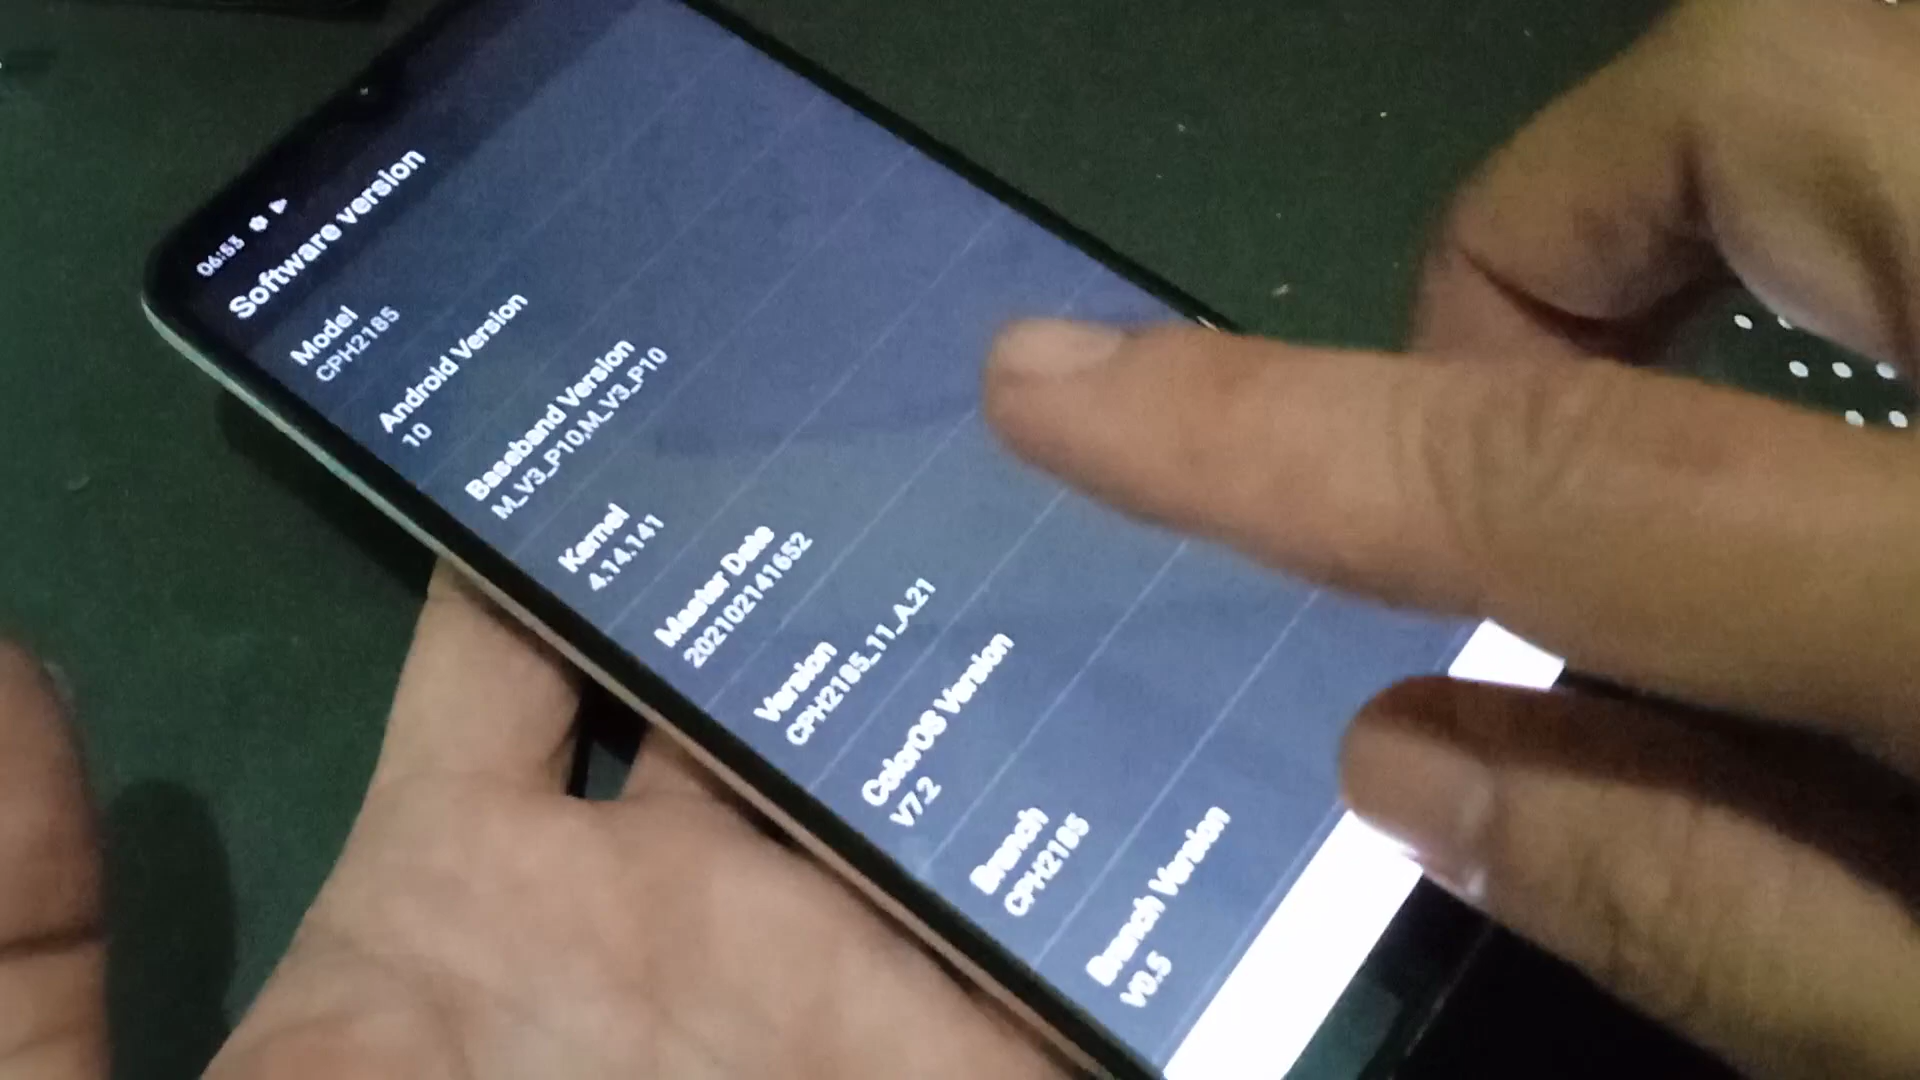 06:53
Software version
Model
CPH2185
Android Version
10
Baseband Version
M_V3_P10,M_V3_P10
Kernel
4.14.141
Master Date
202102141652
Version
CPH2185_11_A.21
ColorOS Version
V7.2
Branch
CPH2185
Branch Version
V0.5